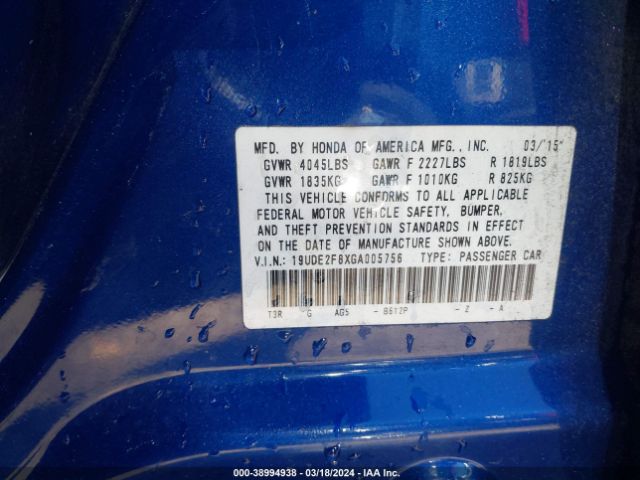 MFD. BY HONDA OF AMERICA MFG., INC. 03/15
GVWR 4045LBS GAWR F 2227LBS R 1819LBS
GVWR 1835KG GAWR F 1010KG R 825KG
THIS VEHICLE CONFORMS TO ALL APPLICABLE
FEDERAL MOTOR VEHICLE SAFETY, BUMPER,
AND THEFT PREVENTION STANDARDS IN EFFECT
ON THE DATE OF MANUFACTURE SHOWN ABOVE.
V.I.N.: 19UDE2F8XGA005756 TYPE: PASSENGER CAR
T3R G AG5 - B612P - Z - A
000-38994938 - 03/18/2024 - IAA Inc.